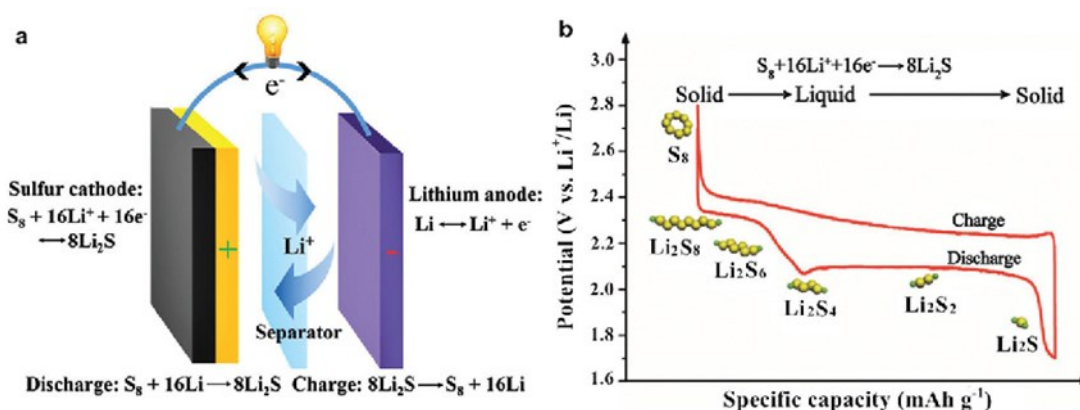 a
e⁻
Sulfur cathode:
S₈ + 16Li⁺ + 16e⁻
⟷8Li₂S
+
Li⁺
Separator
Lithium anode:
Li ⟷ Li⁺ + e⁻
-
Discharge: S₈ + 16Li ⟶ 8Li₂S Charge: 8Li₂S ⟶ S₈ + 16Li
b
Potential (V vs. Li⁺/Li)
3.0
2.8
2.6
2.4
2.2
2.0
1.8
1.6
S₈+16Li⁺+16e⁻ ⟶ 8Li₂S
Solid ⟶ Liquid ⟶ Solid
S₈
Li₂S₈
Li₂S₆
Li₂S₄
Li₂S₂
Li₂S
Charge
Discharge
Specific capacity (mAh g⁻¹)